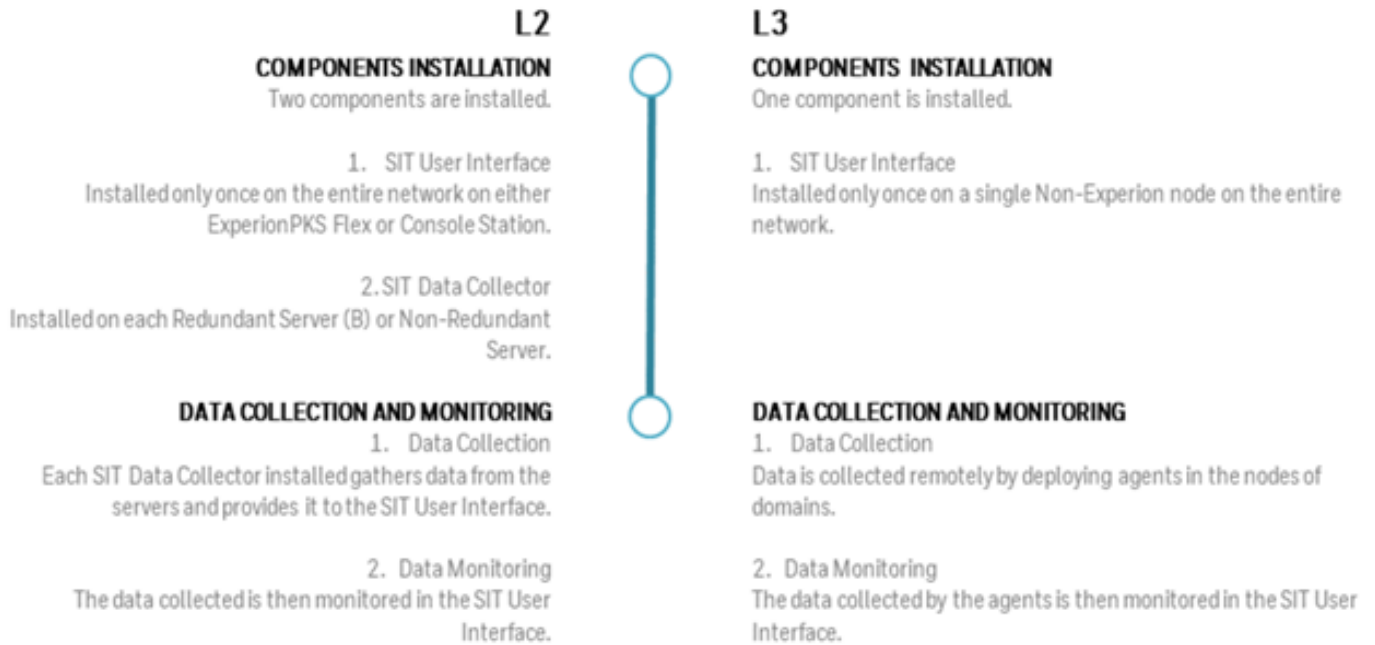 L2
COMPONENTS INSTALLATION
Two components are installed.
1. SIT User Interface
Installed only once on the entire network on either
ExperionPKS Flex or Console Station.
2. SIT Data Collector
Installed on each Redundant Server (B) or Non-Redundant
Server.
DATA COLLECTION AND MONITORING
1. Data Collection
Each SIT Data Collector installed gathers data from the
servers and provides it to the SIT User Interface.
2. Data Monitoring
The data collected is then monitored in the SIT User
Interface.
L3
COMPONENTS INSTALLATION
One component is installed.
1. SIT User Interface
Installed only once on a single Non-Experion node on the entire
network.
DATA COLLECTION AND MONITORING
1. Data Collection
Data is collected remotely by deploying agents in the nodes of
domains.
2. Data Monitoring
The data collected by the agents is then monitored in the SIT User
Interface.